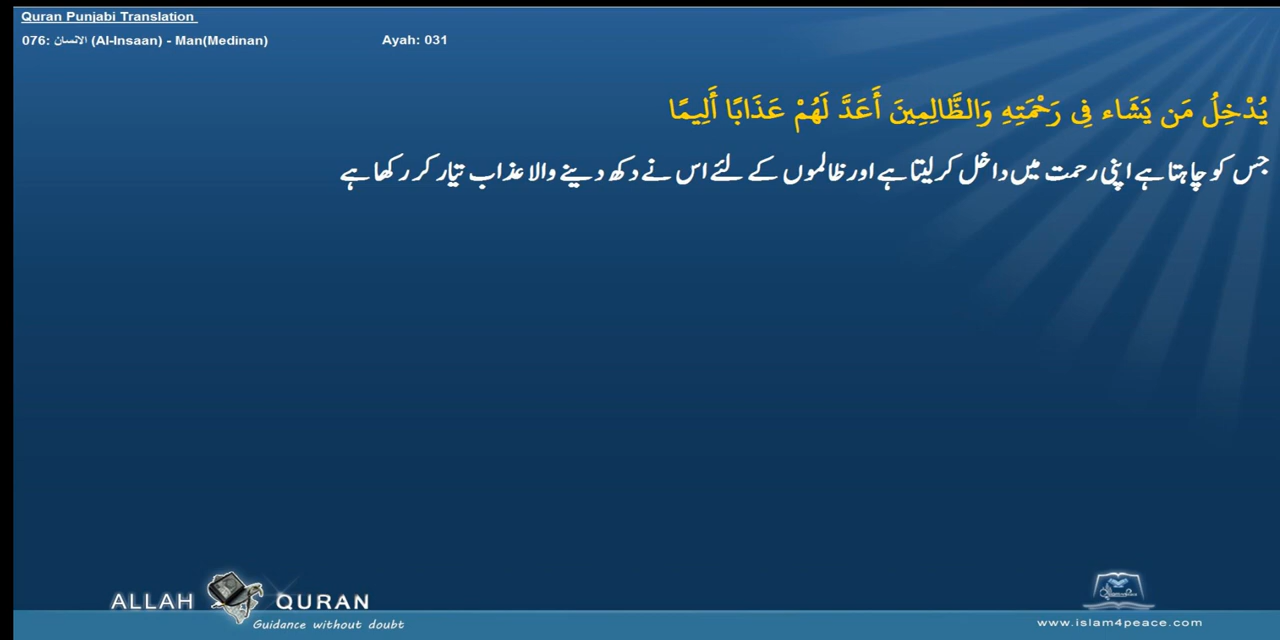 Quran Punjabi Translation
076: الانسان (Al-Insaan) - Man(Medinan) Ayah: 031
يُدْخِلُ مَن يَشَاء فِي رَحْمَتِهِ وَالظَّالِمِينَ أَعَدَّ لَهُمْ عَذَابًا أَلِيمًا
جس کو چاہتا ہے اپنی رحمت میں داخل کر لیتا ہے اور ظالموں کے لئے اس نے دکھ دینے والا عذاب تیار کر رکھا ہے
ALLAH QURAN
Guidance without doubt
www.islam4peace.com